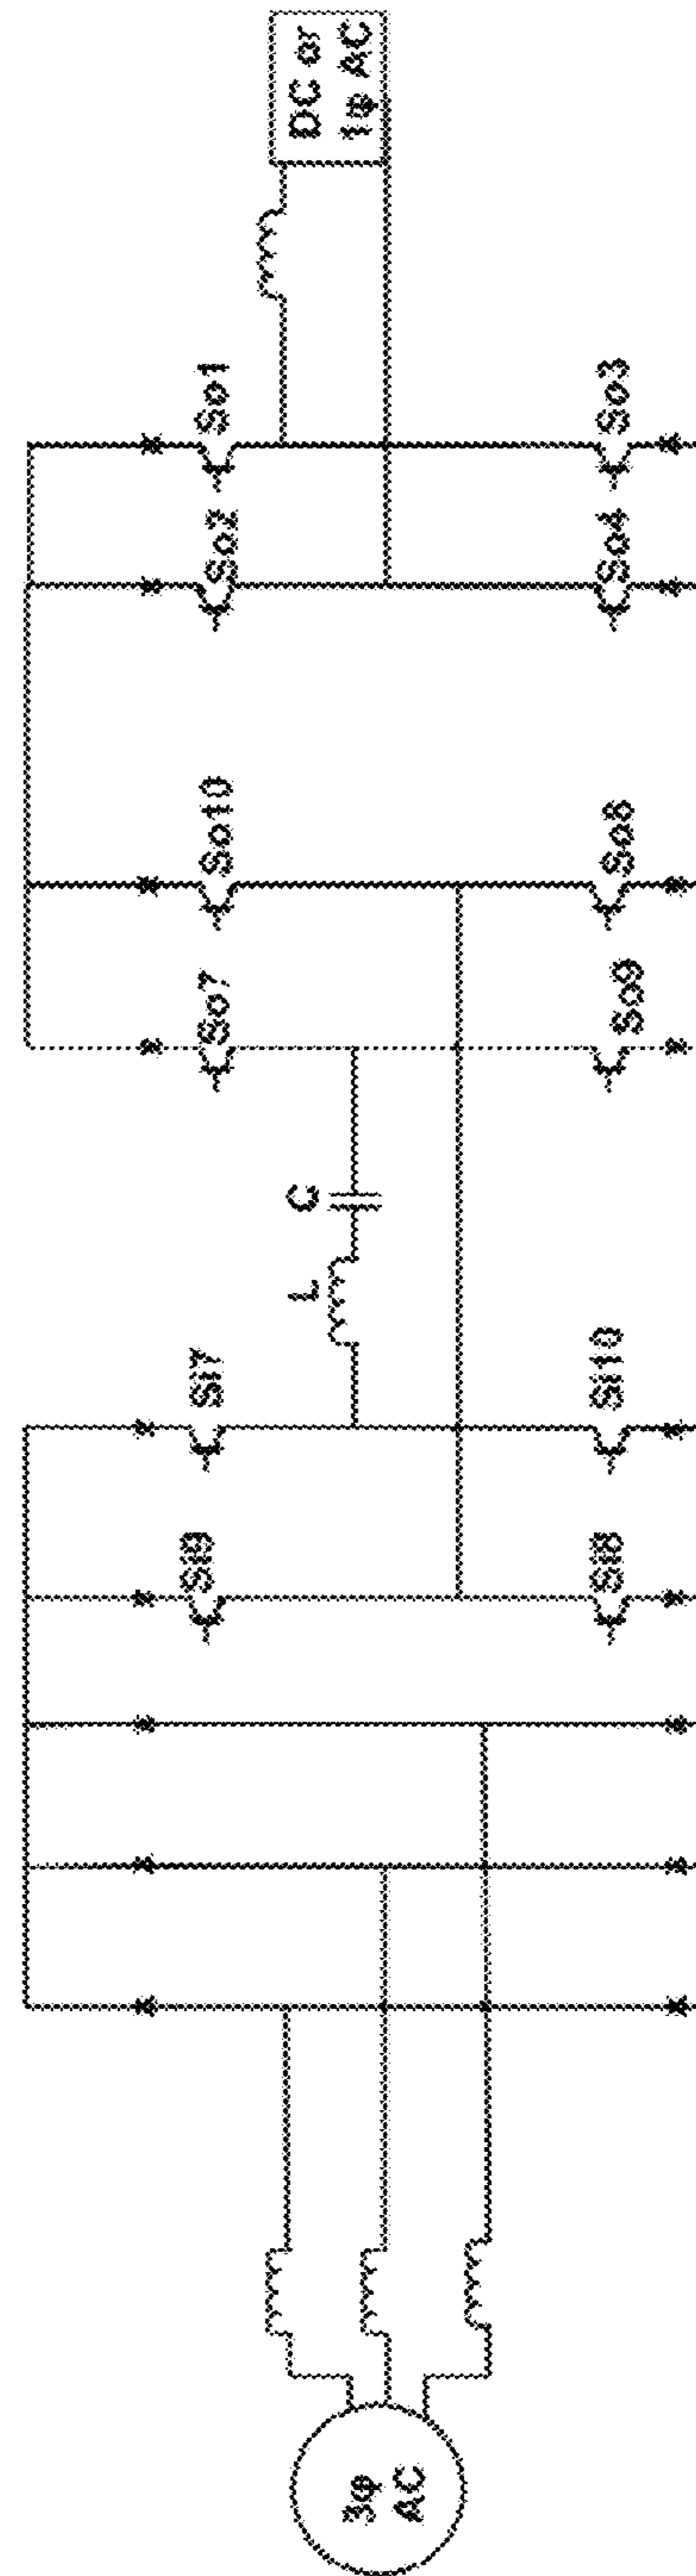 3φ
AC
Si9
Si7
Si8
Si10
L
C
So7
So10
So9
So8
So2
So1
So4
So3
DC or
1φ AC